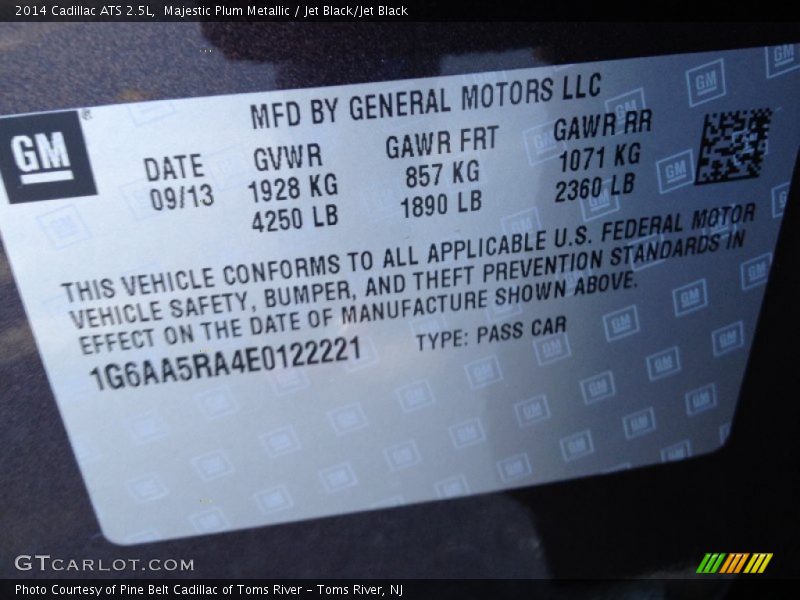 2014 Cadillac ATS 2.5L, Majestic Plum Metallic / Jet Black/Jet Black
GM ®
MFD BY GENERAL MOTORS LLC
DATE GVWR GAWR FRT GAWR RR
09/13 1928 KG 857 KG 1071 KG
4250 LB 1890 LB 2360 LB
THIS VEHICLE CONFORMS TO ALL APPLICABLE U.S. FEDERAL MOTOR
VEHICLE SAFETY, BUMPER, AND THEFT PREVENTION STANDARDS IN
EFFECT ON THE DATE OF MANUFACTURE SHOWN ABOVE.
1G6AA5RA4E0122221 TYPE: PASS CAR
GTCARLOT.COM
Photo Courtesy of Pine Belt Cadillac of Toms River – Toms River, NJ